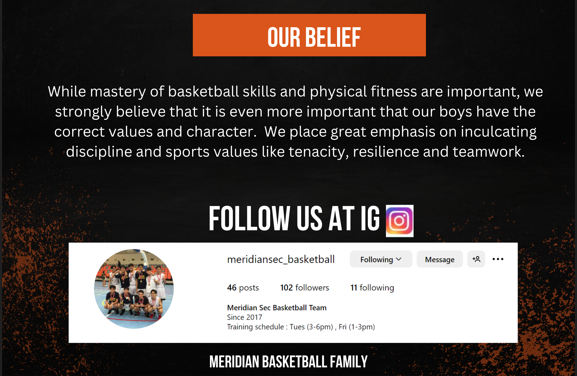 OUR BELIEF
While mastery of basketball skills and physical fitness are important, we
strongly believe that it is even more important that our boys have the
correct values and character.  We place great emphasis on inculcating
discipline and sports values like tenacity, resilience and teamwork.
FOLLOW US AT IG
meridiansec_basketball Following Message
46 posts 102 followers 11 following
Meridian Sec Basketball Team
Since 2017
Training schedule : Tues (3-6pm) , Fri (1-3pm)
MERIDIAN BASKETBALL FAMILY